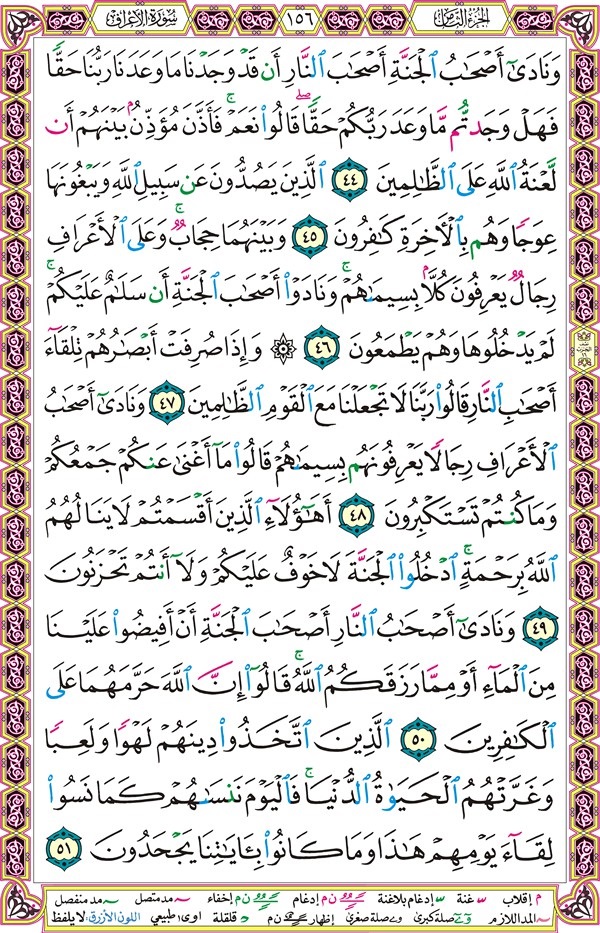 الجزء الثامن
١٥٦
سورة الأعراف
وَنَادَىٰٓ أَصۡحَٰبُ ٱلۡجَنَّةِ أَصۡحَٰبَ ٱلنَّارِ أَن قَدۡ وَجَدۡنَا مَا وَعَدَنَا رَبُّنَا حَقّٗا
فَهَلۡ وَجَدتُّم مَّا وَعَدَ رَبُّكُمۡ حَقّٗاۖ قَالُواْ نَعَمۡۚ فَأَذَّنَ مُؤَذِّنُۢ بَيۡنَهُمۡ أَن
لَّعۡنَةُ ٱللَّهِ عَلَى ٱلظَّٰلِمِينَ ٤٤ ٱلَّذِينَ يَصُدُّونَ عَن سَبِيلِ ٱللَّهِ وَيَبۡغُونَهَا
عِوَجٗا وَهُم بِٱلۡأٓخِرَةِ كَٰفِرُونَ ٤٥ وَبَيۡنَهُمَا حِجَابٞۚ وَعَلَى ٱلۡأَعۡرَافِ
رِجَالٞ يَعۡرِفُونَ كُلَّۢا بِسِيمَىٰهُمۡۚ وَنَادَوۡاْ أَصۡحَٰبَ ٱلۡجَنَّةِ أَن سَلَٰمٌ عَلَيۡكُمۡۚ
لَمۡ يَدۡخُلُوهَا وَهُمۡ يَطۡمَعُونَ ٤٦ ۞ وَإِذَا صُرِفَتۡ أَبۡصَٰرُهُمۡ تِلۡقَآءَ
أَصۡحَٰبِ ٱلنَّارِ قَالُواْ رَبَّنَا لَا تَجۡعَلۡنَا مَعَ ٱلۡقَوۡمِ ٱلظَّٰلِمِينَ ٤٧ وَنَادَىٰٓ أَصۡحَٰبُ
ٱلۡأَعۡرَافِ رِجَالٗا يَعۡرِفُونَهُم بِسِيمَىٰهُمۡ قَالُواْ مَآ أَغۡنَىٰ عَنكُمۡ جَمۡعُكُمۡ
وَمَا كُنتُمۡ تَسۡتَكۡبِرُونَ ٤٨ أَهَٰٓؤُلَآءِ ٱلَّذِينَ أَقۡسَمۡتُمۡ لَا يَنَالُهُمُ
ٱللَّهُ بِرَحۡمَةٍۚ ٱدۡخُلُواْ ٱلۡجَنَّةَ لَا خَوۡفٌ عَلَيۡكُمۡ وَلَآ أَنتُمۡ تَحۡزَنُونَ
٤٩ وَنَادَىٰٓ أَصۡحَٰبُ ٱلنَّارِ أَصۡحَٰبَ ٱلۡجَنَّةِ أَنۡ أَفِيضُواْ عَلَيۡنَا
مِنَ ٱلۡمَآءِ أَوۡ مِمَّا رَزَقَكُمُ ٱللَّهُۚ قَالُوٓاْ إِنَّ ٱللَّهَ حَرَّمَهُمَا عَلَى
ٱلۡكَٰفِرِينَ ٥٠ ٱلَّذِينَ ٱتَّخَذُواْ دِينَهُمۡ لَهۡوٗا وَلَعِبٗا
وَغَرَّتۡهُمُ ٱلۡحَيَوٰةُ ٱلدُّنۡيَاۚ فَٱلۡيَوۡمَ نَنسَىٰهُمۡ كَمَا نَسُواْ
لِقَآءَ يَوۡمِهِمۡ هَٰذَا وَمَا كَانُواْ بِـَٔايَٰتِنَا يَجۡحَدُونَ ٥١
م إقلاب غنة إدغام بلاغنة ن م إدغام ن م إخفاء مد متصل مد منفصل
المد اللازم صلة كبرى صلة صغرى إظهار ن م قلقلة اوى طبيعي اللون الأزرق: لا يلفظ